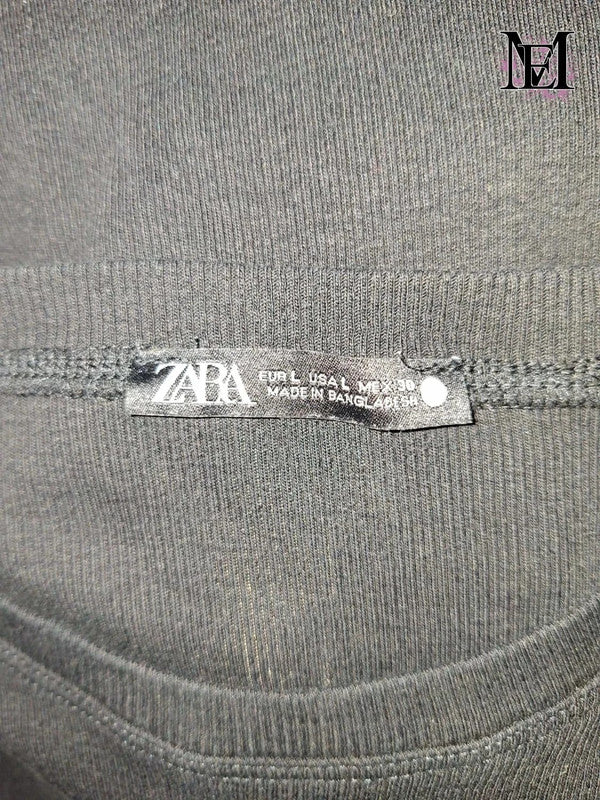 ZARA
EUR L USA L MEX 30
MADE IN BANGLADESH